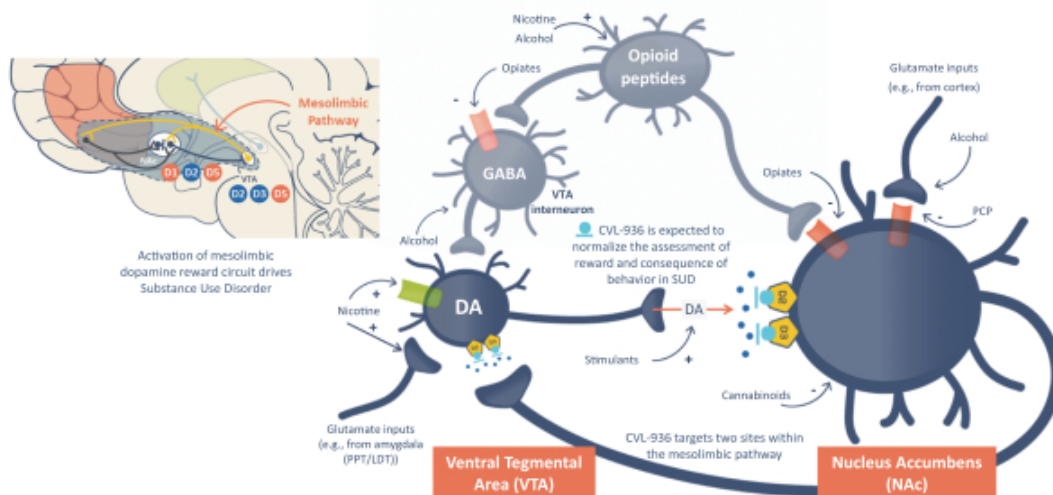 Mesolimbic
Pathway
D1 D2 D5
VTA
D2 D3 D5
Activation of mesolimbic
dopamine reward circuit drives
Substance Use Disorder
Nicotine +
Alcohol
Opiates
-
Opioid
peptides
GABA
VTA
interneuron
Alcohol
CVL-936 is expected to
normalize the assessment of
reward and consequence of
behavior in SUD
Glutamate inputs
(e.g., from cortex)
Alcohol
Opiates
-
-
PCP
+
Nicotine
+
DA
DA
Stimulants
+
D2
D3
Cannabinoids -
Glutamate inputs
(e.g., from amygdala
(PPT/LDT))
CVL-936 targets two sites within
the mesolimbic pathway
Ventral Tegmental
Area (VTA)
Nucleus Accumbens
(NAc)